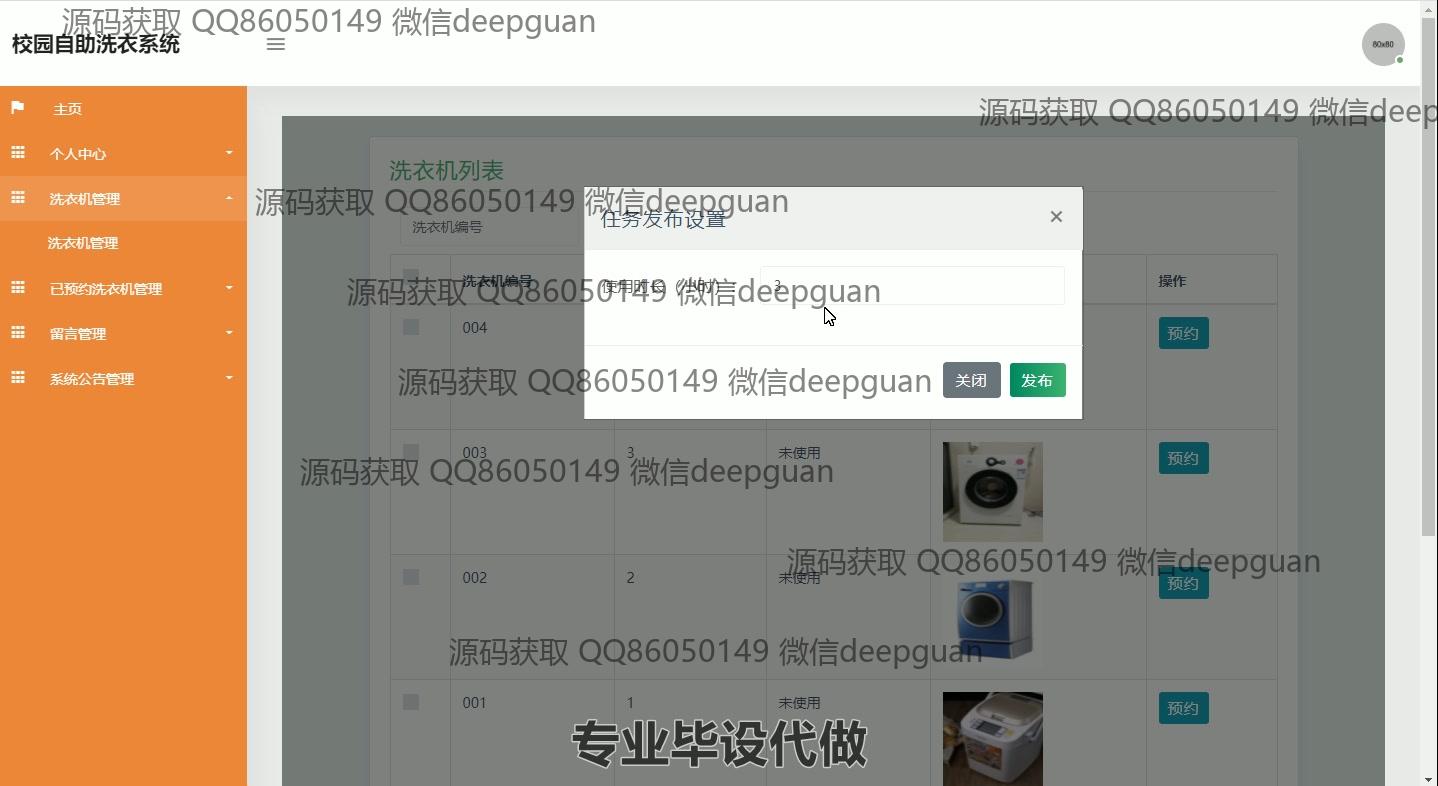 源码获取 QQ86050149 微信deepguan
校园自助洗衣系统
80x80
主页
源码获取 QQ86050149 微信deep
个人中心
洗衣机列表
洗衣机管理
源码获取 QQ86050149 微信deepguan
任务发布设置
×
洗衣机编号
洗衣机管理
洗衣机编号
操作
使用时长（小时）：
3
源码获取 QQ86050149 微信deepguan
已预约洗衣机管理
004
预约
留言管理
系统公告管理
源码获取 QQ86050149 微信deepguan
关闭
发布
003
3
未使用
预约
源码获取 QQ86050149 微信deepguan
源码获取 QQ86050149 微信deepguan
002
2
未使用
预约
源码获取 QQ86050149 微信deepguan
001
1
未使用
预约
专业毕设代做